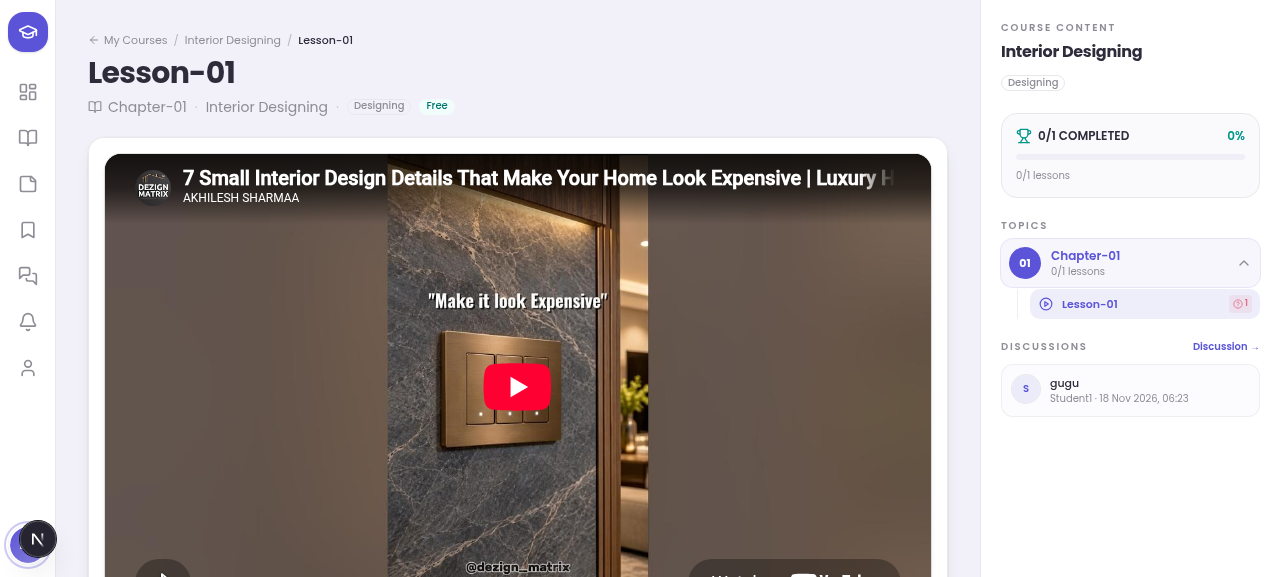 ← My Courses / Interior Designing / Lesson-01
Lesson-01
Chapter-01 · Interior Designing · Designing Free
DEZIGN MATRIX
7 Small Interior Design Details That Make Your Home Look Expensive | Luxury H
AKHILESH SHARMAA
"Make it look Expensive"
@dezign_matrix
N
COURSE CONTENT
Interior Designing
Designing
0/1 COMPLETED 0%
0/1 lessons
TOPICS
01 Chapter-01
0/1 lessons
Lesson-01 1
DISCUSSIONS Discussion →
S gugu
Student1 · 18 Nov 2026, 06:23